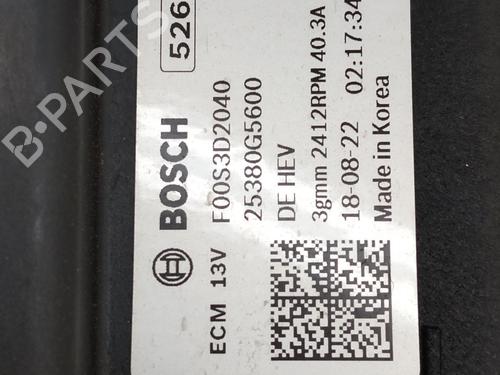 526
BOSCH
ECM 13V F00S3D2040
25380G5600
DE HEV
3gmm 2412RPM 40.3A
18-08-22 02:17:34
Made in Korea
B-PARTS